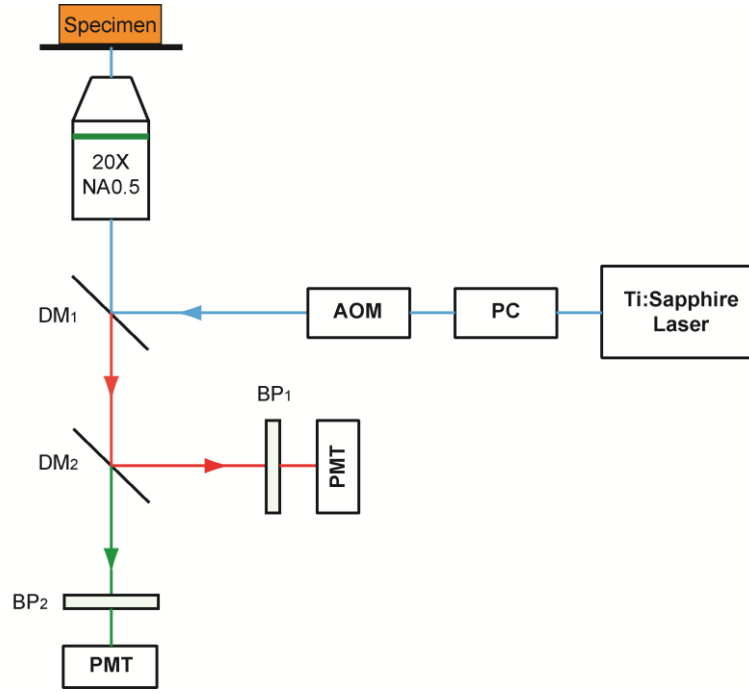 Specimen
20X
NA0.5
DM1
AOM
PC
Ti:Sapphire
Laser
BP1
PMT
DM2
BP2
PMT